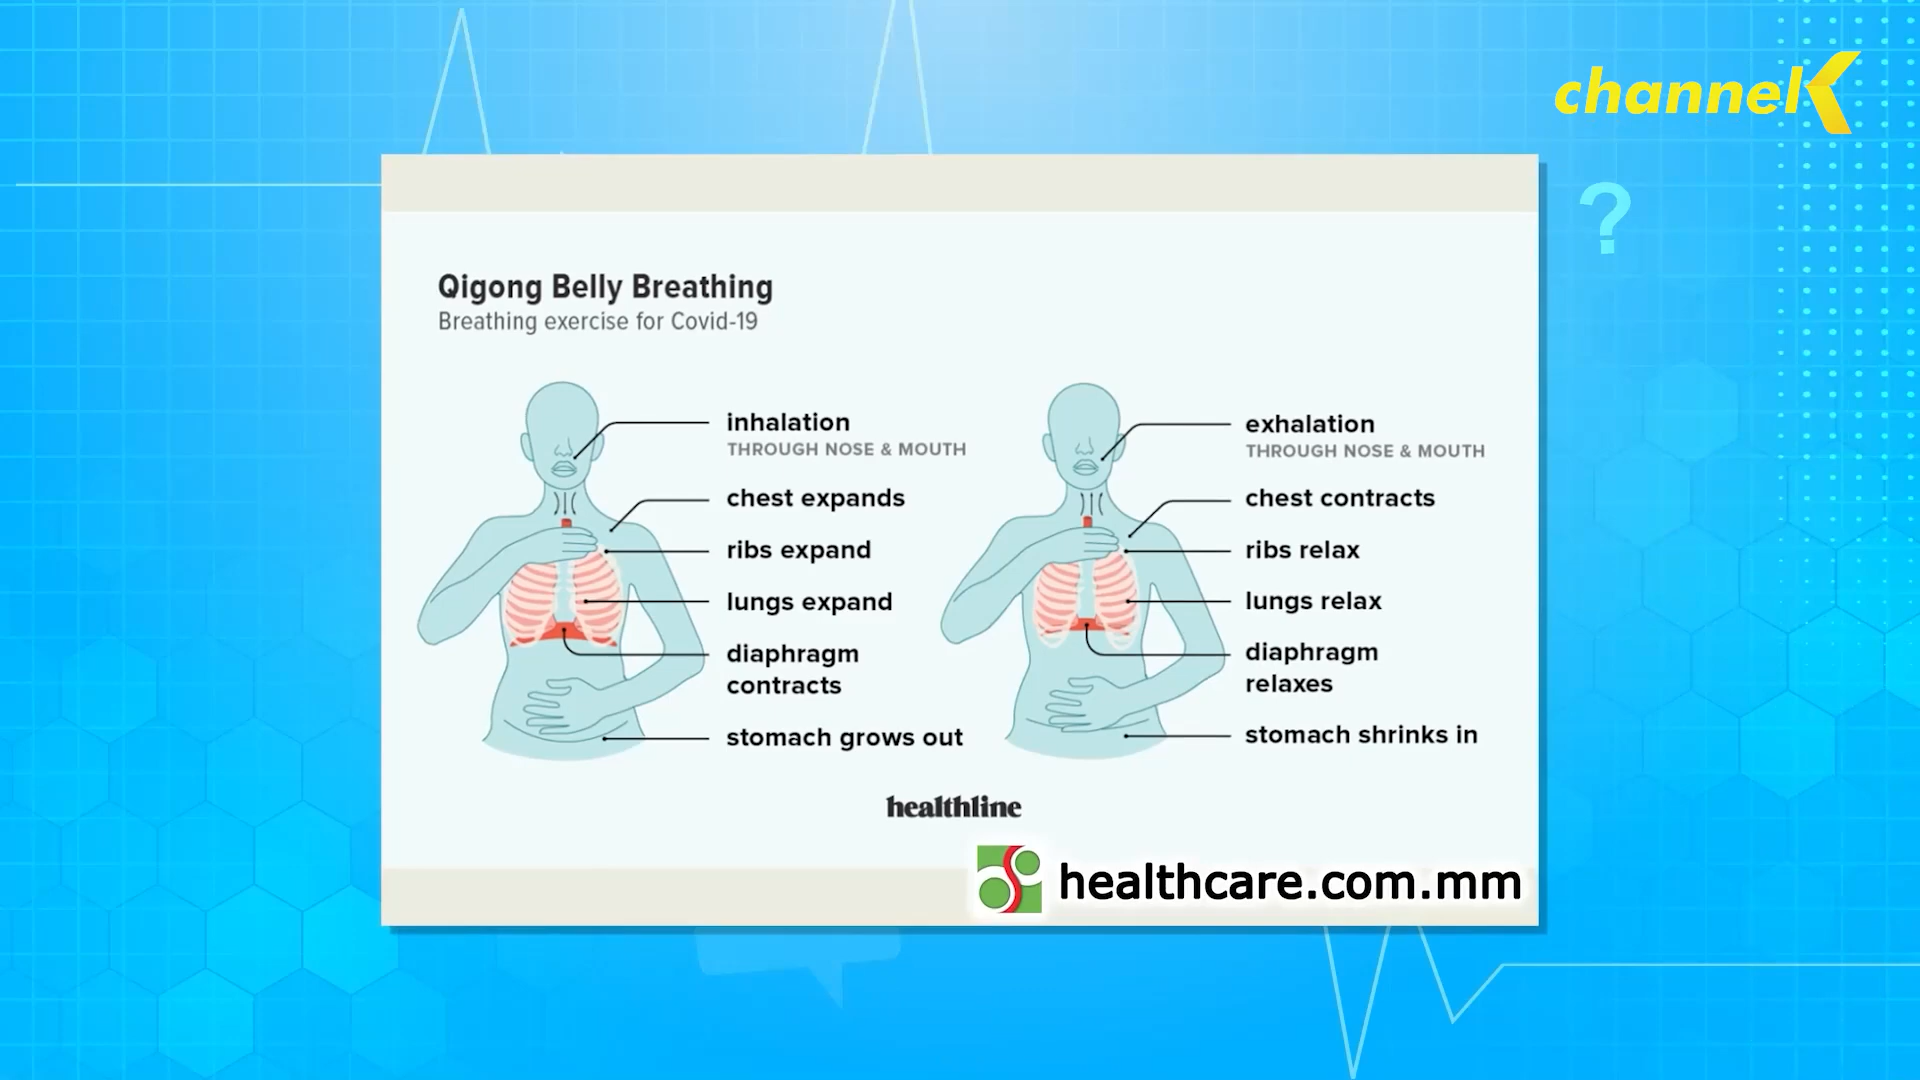 channelK
?
Qigong Belly Breathing
Breathing exercise for Covid-19
inhalation
THROUGH NOSE & MOUTH
chest expands
ribs expand
lungs expand
diaphragm
contracts
stomach grows out
exhalation
THROUGH NOSE & MOUTH
chest contracts
ribs relax
lungs relax
diaphragm
relaxes
stomach shrinks in
healthline
healthcare.com.mm